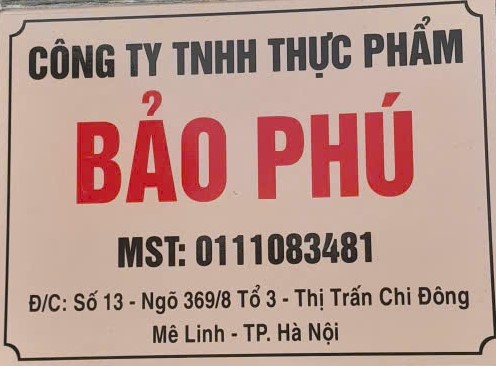 CÔNG TY TNHH THỰC PHẨM
BẢO PHÚ
MST: 0111083481
Đ/C: Số 13 - Ngõ 369/8 Tổ 3 - Thị Trấn Chi Đông
Mê Linh - TP. Hà Nội